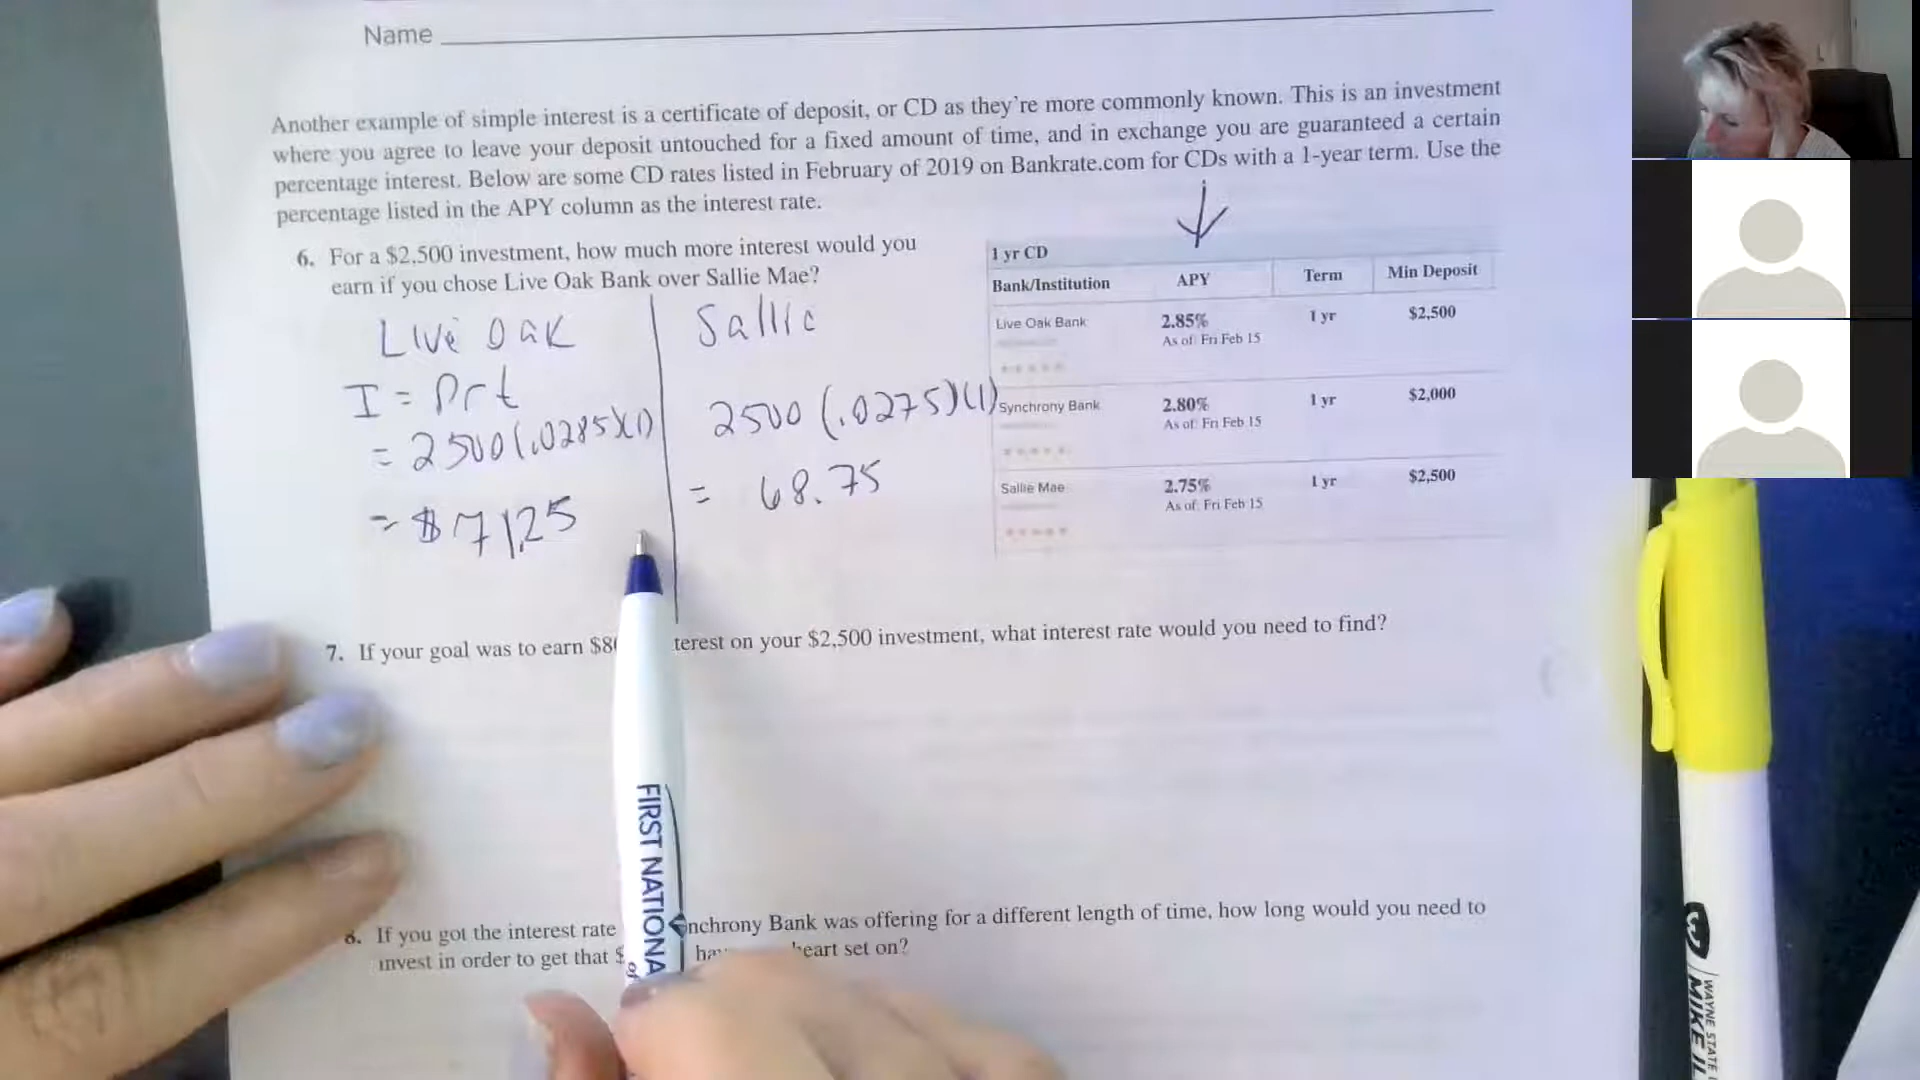 Name
Another example of simple interest is a certificate of deposit, or CD as they're more commonly known. This is an investment
where you agree to leave your deposit untouched for a fixed amount of time, and in exchange you are guaranteed a certain
percentage interest. Below are some CD rates listed in February of 2019 on Bankrate.com for CDs with a 1-year term. Use the
percentage listed in the APY column as the interest rate.
6. For a $2,500 investment, how much more interest would you
earn if you chose Live Oak Bank over Sallie Mae?
Live Oak
I = Prt
= 2500(.0285)(1)
= $71.25
Sallie
2500 (.0275)(1)
= 68.75
1 yr CD
Bank/Institution APY Term Min Deposit
Live Oak Bank 2.85% 1 yr $2,500
As of: Fri Feb 15
Synchrony Bank 2.80% 1 yr $2,000
As of: Fri Feb 15
Sallie Mae 2.75% 1 yr $2,500
As of: Fri Feb 15
7. If your goal was to earn $8 terest on your $2,500 investment, what interest rate would you need to find?
8. If you got the interest rate nchrony Bank was offering for a different length of time, how long would you need to
invest in order to get that $ ha eart set on?
FIRST NATIONA
of
WAYNE STATE
MIKE IL